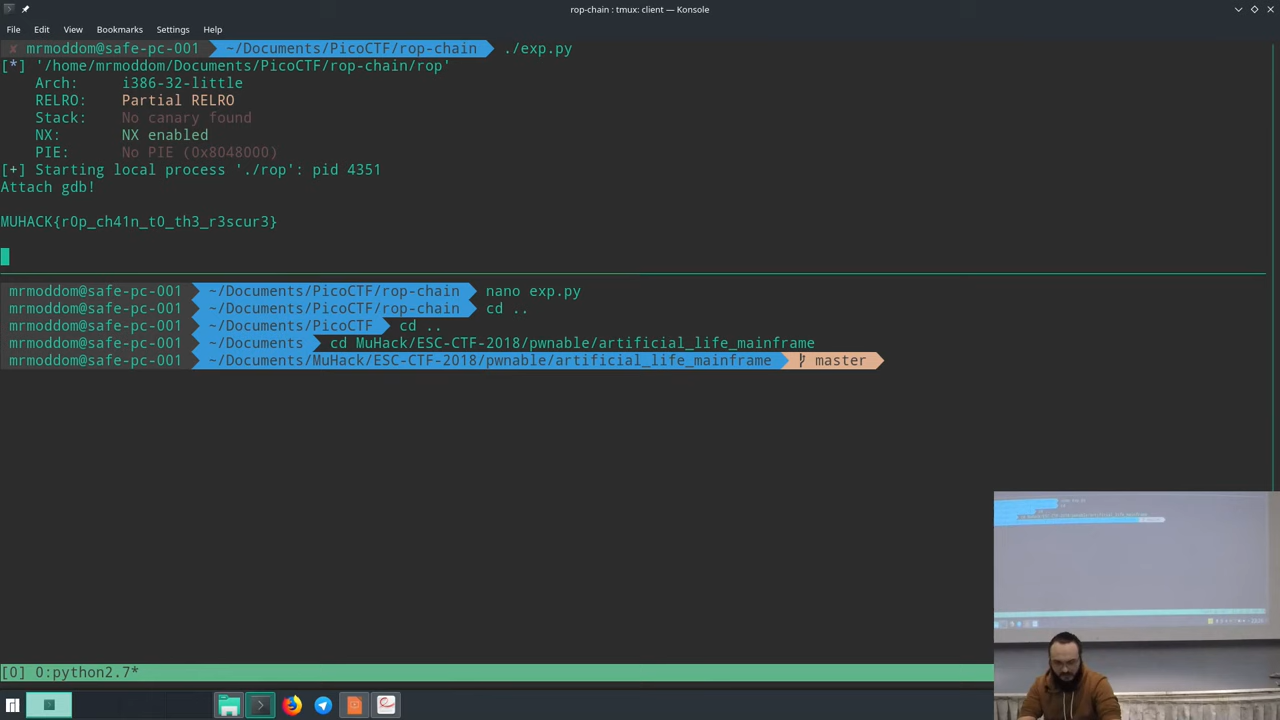 rop-chain : tmux: client — Konsole
File Edit View Bookmarks Settings Help
✘ mrmoddom@safe-pc-001 ~/Documents/PicoCTF/rop-chain ./exp.py
[*] '/home/mrmoddom/Documents/PicoCTF/rop-chain/rop'
Arch: i386-32-little
RELRO: Partial RELRO
Stack: No canary found
NX: NX enabled
PIE: No PIE (0x8048000)
[+] Starting local process './rop': pid 4351
Attach gdb!
MUHACK{r0p_ch41n_t0_th3_r3scur3}
mrmoddom@safe-pc-001 ~/Documents/PicoCTF/rop-chain nano exp.py
mrmoddom@safe-pc-001 ~/Documents/PicoCTF/rop-chain cd ..
mrmoddom@safe-pc-001 ~/Documents/PicoCTF cd ..
mrmoddom@safe-pc-001 ~/Documents cd MuHack/ESC-CTF-2018/pwnable/artificial_life_mainframe
mrmoddom@safe-pc-001 ~/Documents/MuHack/ESC-CTF-2018/pwnable/artificial_life_mainframe master
[0] 0:python2.7*